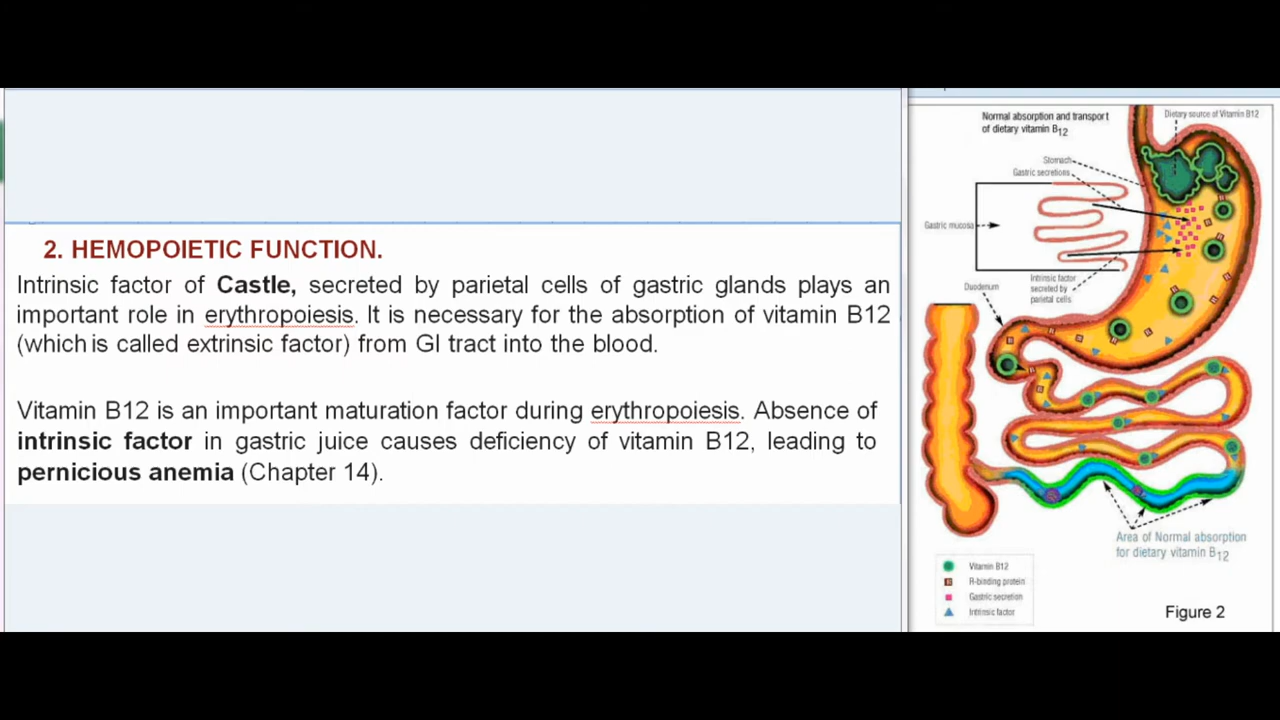 2. HEMOPOIETIC FUNCTION.
Intrinsic factor of Castle, secreted by parietal cells of gastric glands plays an
important role in erythropoiesis. It is necessary for the absorption of vitamin B12
(which is called extrinsic factor) from GI tract into the blood.
Vitamin B12 is an important maturation factor during erythropoiesis. Absence of
intrinsic factor in gastric juice causes deficiency of vitamin B12, leading to
pernicious anemia (Chapter 14).
Normal absorption and transport
of dietary vitamin B12
Dietary source of Vitamin B12
Stomach
Gastric secretions
Gastric mucosa
Intrinsic factor
secreted by
parietal cells
Duodenum
Area of Normal absorption
for dietary vitamin B12
Vitamin B12
R-binding protein
Gastric secretion
Intrinsic factor
Figure 2